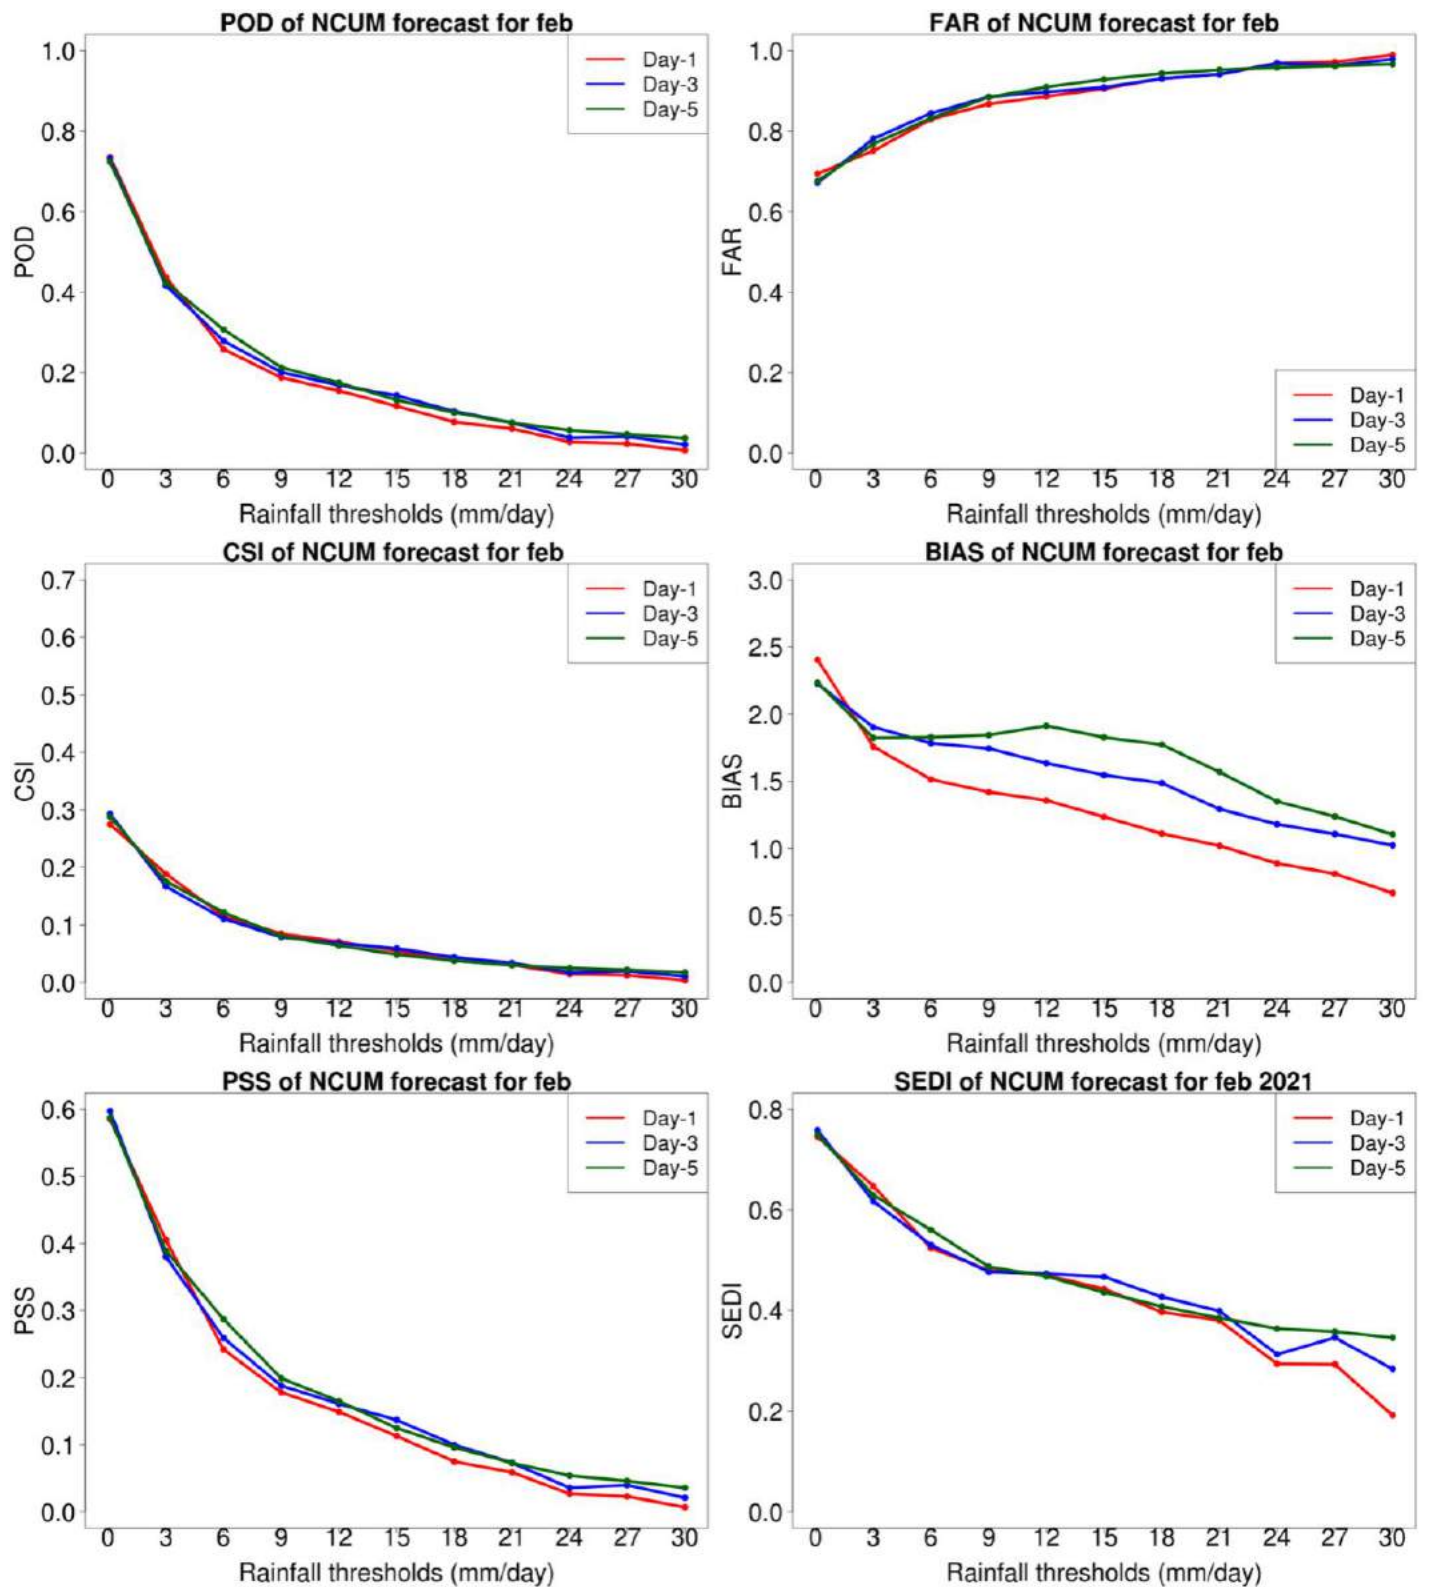 POD of NCUM forecast for feb
Day-1
Day-3
Day-5
1.0
0.8
0.6
0.4
0.2
0.0
POD
0 3 6 9 12 15 18 21 24 27 30
Rainfall thresholds (mm/day)
FAR of NCUM forecast for feb
1.0
0.8
0.6
0.4
0.2
0.0
FAR
Day-1
Day-3
Day-5
0 3 6 9 12 15 18 21 24 27 30
Rainfall thresholds (mm/day)
CSI of NCUM forecast for feb
Day-1
Day-3
Day-5
0.7
0.6
0.5
0.4
0.3
0.2
0.1
0.0
CSI
0 3 6 9 12 15 18 21 24 27 30
Rainfall thresholds (mm/day)
BIAS of NCUM forecast for feb
Day-1
Day-3
Day-5
3.0
2.5
2.0
1.5
1.0
0.5
0.0
BIAS
0 3 6 9 12 15 18 21 24 27 30
Rainfall thresholds (mm/day)
PSS of NCUM forecast for feb
Day-1
Day-3
Day-5
0.6
0.5
0.4
0.3
0.2
0.1
0.0
PSS
0 3 6 9 12 15 18 21 24 27 30
Rainfall thresholds (mm/day)
SEDI of NCUM forecast for feb 2021
Day-1
Day-3
Day-5
0.8
0.6
0.4
0.2
0.0
SEDI
0 3 6 9 12 15 18 21 24 27 30
Rainfall thresholds (mm/day)